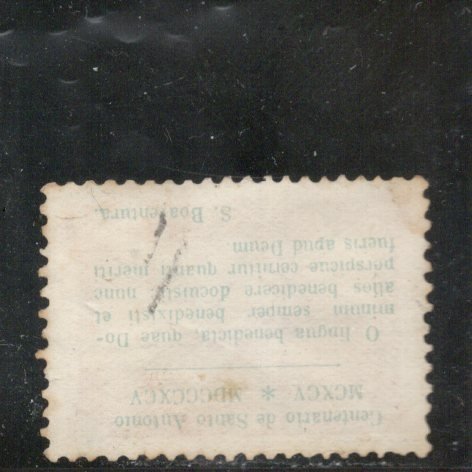 Centenario de Santo Antonio
MCXCV * MDCCCXCV
O lingua benedicta, quae Do-
minum semper benedixisti et
alios benedicere docuisti: nunc
perspicue cernitur quanti meriti
fueris apud Deum
S. Boaventura.